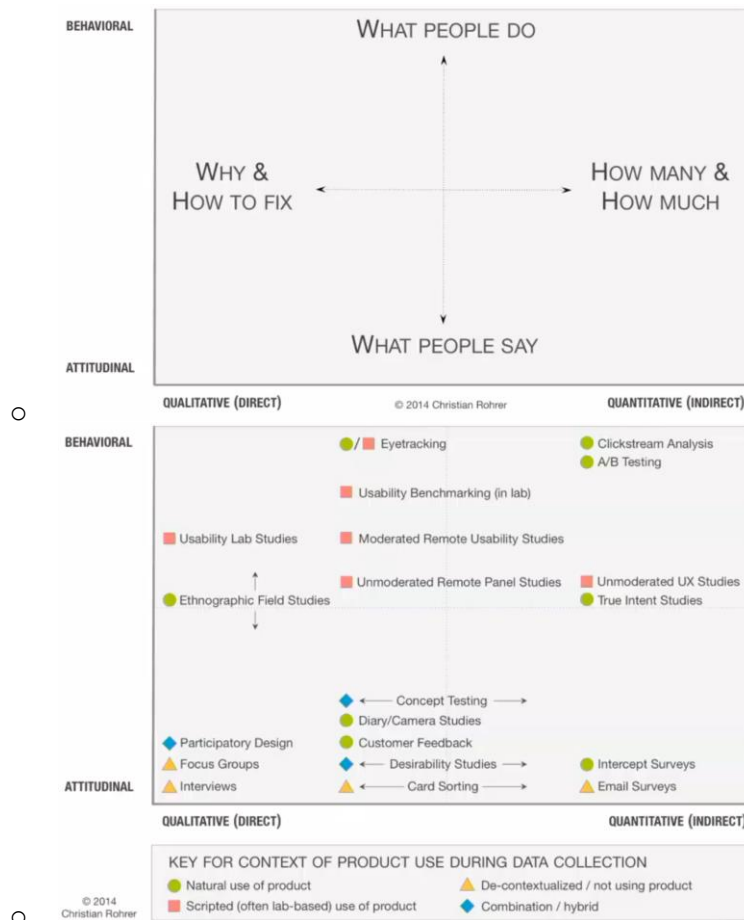 BEHAVIORAL
WHAT PEOPLE DO
WHY &
HOW TO FIX
HOW MANY &
HOW MUCH
WHAT PEOPLE SAY
ATTITUDINAL
QUALITATIVE (DIRECT)
© 2014 Christian Rohrer
QUANTITATIVE (INDIRECT)
BEHAVIORAL
/ Eyetracking
Clickstream Analysis
A/B Testing
Usability Benchmarking (in lab)
Usability Lab Studies
Moderated Remote Usability Studies
Unmoderated Remote Panel Studies
Unmoderated UX Studies
Ethnographic Field Studies
True Intent Studies
Concept Testing
Diary/Camera Studies
Participatory Design
Customer Feedback
Focus Groups
Desirability Studies
Intercept Surveys
ATTITUDINAL
Interviews
Card Sorting
Email Surveys
QUALITATIVE (DIRECT)
QUANTITATIVE (INDIRECT)
KEY FOR CONTEXT OF PRODUCT USE DURING DATA COLLECTION
Natural use of product
De-contextualized / not using product
Scripted (often lab-based) use of product
Combination / hybrid
© 2014
Christian Rohrer